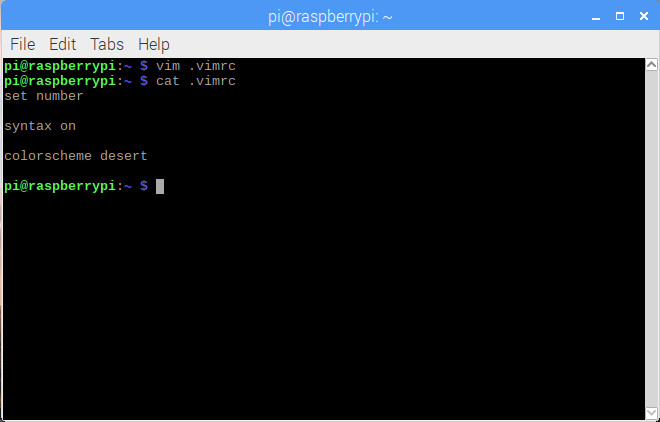 pi@raspberrypi: ~
File Edit Tabs Help
pi@raspberrypi:~ $ vim .vimrc
pi@raspberrypi:~ $ cat .vimrc
set number
syntax on
colorscheme desert
pi@raspberrypi:~ $